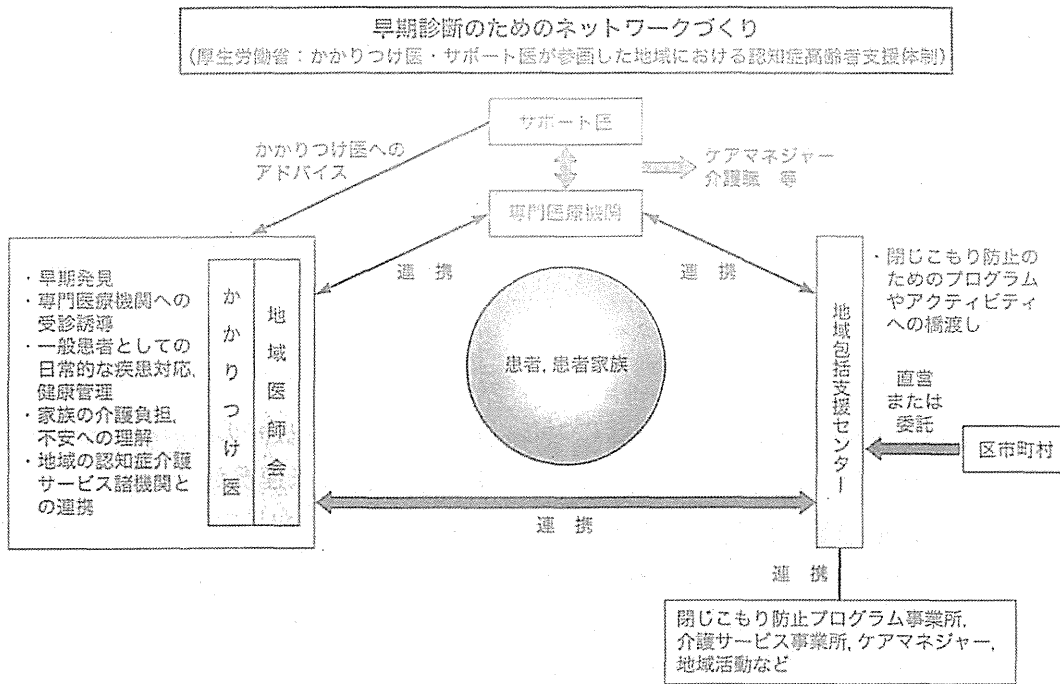 早期診断のためのネットワークづくり
(厚生労働省：かかりつけ医・サポート医が参画した地域における認知症高齢者支援体制)
サポート医
かかりつけ医への
アドバイス
ケアマネジャー
介護職 等
専門医療機関
連 携
連 携
・早期発見
・専門医療機関への
受診誘導
・一般患者としての
日常的な疾患対応,
健康管理
・家族の介護負担,
不安への理解
・地域の認知症介護
サービス諸機関と
の連携
かかりつけ医
地域医師会
患者, 患者家族
地域包括支援センター
・閉じこもり防止の
ためのプログラム
やアクティビティ
への橋渡し
直営
または
委託
区市町村
連 携
連 携
閉じこもり防止プログラム事業所,
介護サービス事業所, ケアマネジャー,
地域活動など